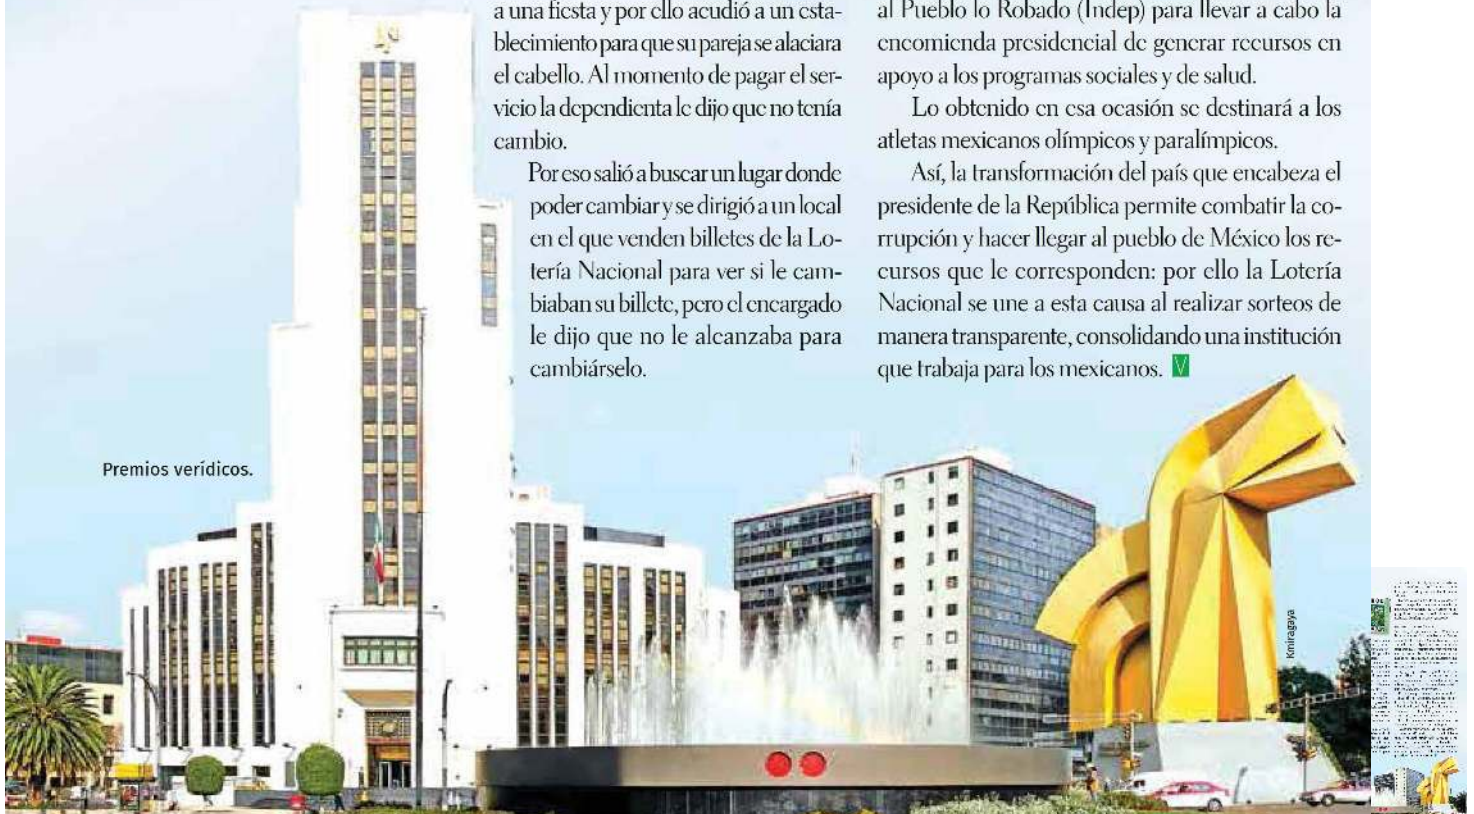 a una fiesta y por ello acudió a un esta-
blecimiento para que su pareja se alaciara
el cabello. Al momento de pagar el ser-
vicio la dependienta le dijo que no tenía
cambio.
Por eso salió a buscar un lugar donde
poder cambiar y se dirigió a un local
en el que venden billetes de la Lo-
tería Nacional para ver si le cam-
biaban su billete, pero el encargado
le dijo que no le alcanzaba para
cambiárselo.
al Pueblo lo Robado (Indep) para llevar a cabo la
encomienda presidencial de generar recursos en
apoyo a los programas sociales y de salud.
Lo obtenido en esa ocasión se destinará a los
atletas mexicanos olímpicos y paralímpicos.
Así, la transformación del país que encabeza el
presidente de la República permite combatir la co-
rrupción y hacer llegar al pueblo de México los re-
cursos que le corresponden: por ello la Lotería
Nacional se une a esta causa al realizar sorteos de
manera transparente, consolidando una institución
que trabaja para los mexicanos. V
Premios verídicos.
Kmiragaya